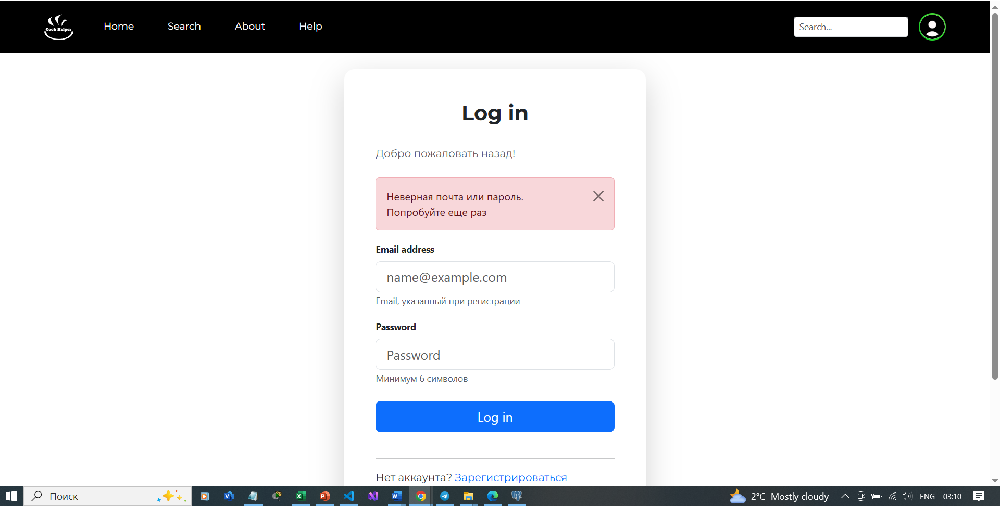 Cook Helper
Home
Search
About
Help
Search...
Log in
Добро пожаловать назад!
Неверная почта или пароль.
Попробуйте еще раз
Email address
name@example.com
Email, указанный при регистрации
Password
Password
Минимум 6 символов
Log in
Нет аккаунта? Зарегистрироваться
Поиск
2°C Mostly cloudy
ENG
03:10